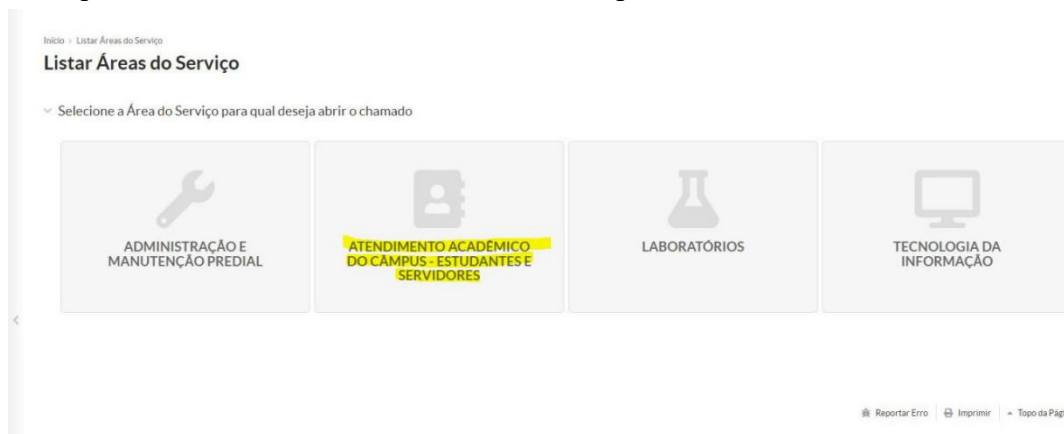 Início > Listar Áreas do Serviço
Listar Áreas do Serviço
Selecione a Área do Serviço para qual deseja abrir o chamado
ADMINISTRAÇÃO E
MANUTENÇÃO PREDIAL
ATENDIMENTO ACADÊMICO
DO CÂMPUS - ESTUDANTES E
SERVIDORES
LABORATÓRIOS
TECNOLOGIA DA
INFORMAÇÃO
Reportar Erro Imprimir Topo da Pági